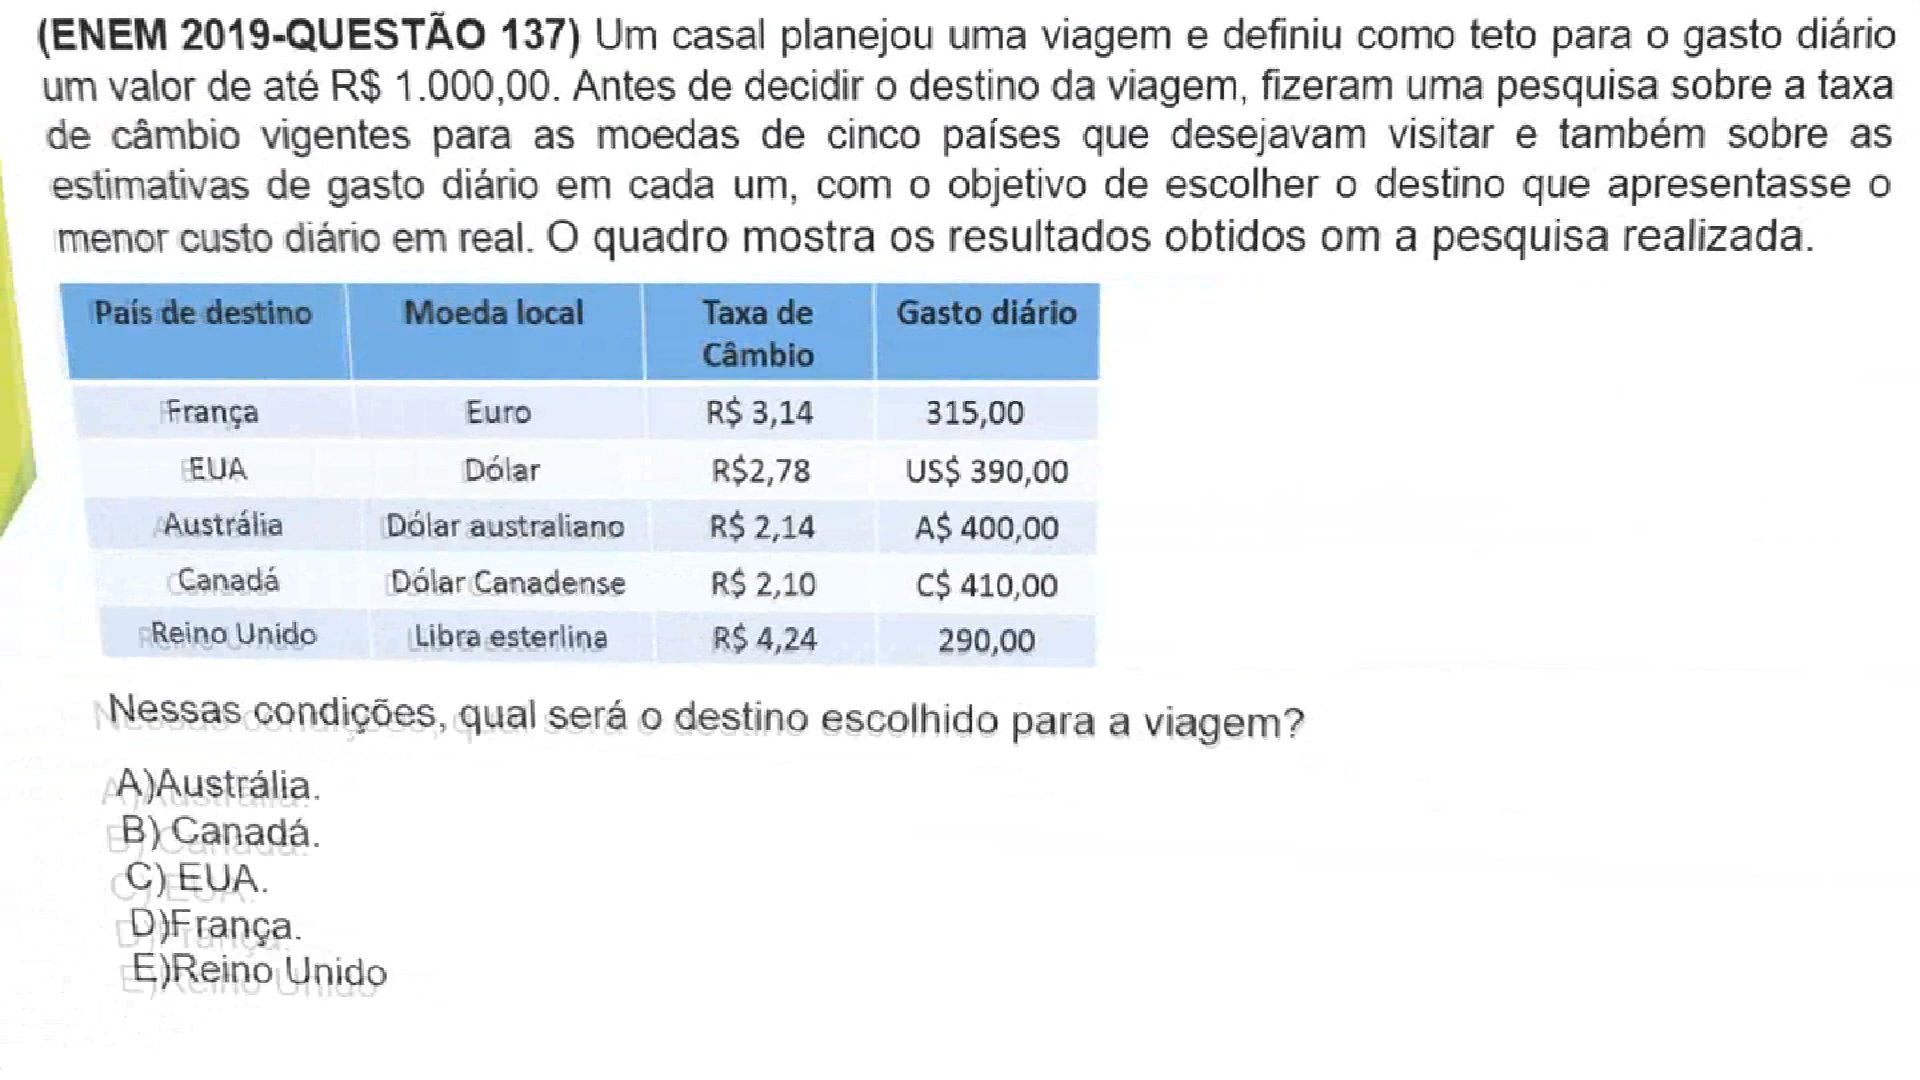 (ENEM 2019-QUESTÃO 137) Um casal planejou uma viagem e definiu como teto para o gasto diário
um valor de até R$ 1.000,00. Antes de decidir o destino da viagem, fizeram uma pesquisa sobre a taxa
de câmbio vigentes para as moedas de cinco países que desejavam visitar e também sobre as
estimativas de gasto diário em cada um, com o objetivo de escolher o destino que apresentasse o
menor custo diário em real. O quadro mostra os resultados obtidos om a pesquisa realizada.
País de destino Moeda local Taxa de Câmbio Gasto diário
França Euro R$ 3,14 315,00
EUA Dólar R$2,78 US$ 390,00
Austrália Dólar australiano R$ 2,14 A$ 400,00
Canadá Dólar Canadense R$ 2,10 C$ 410,00
Reino Unido Libra esterlina R$ 4,24 290,00
Nessas condições, qual será o destino escolhido para a viagem?
A)Austrália.
B) Canadá.
C) EUA.
D)França.
E)Reino Unido